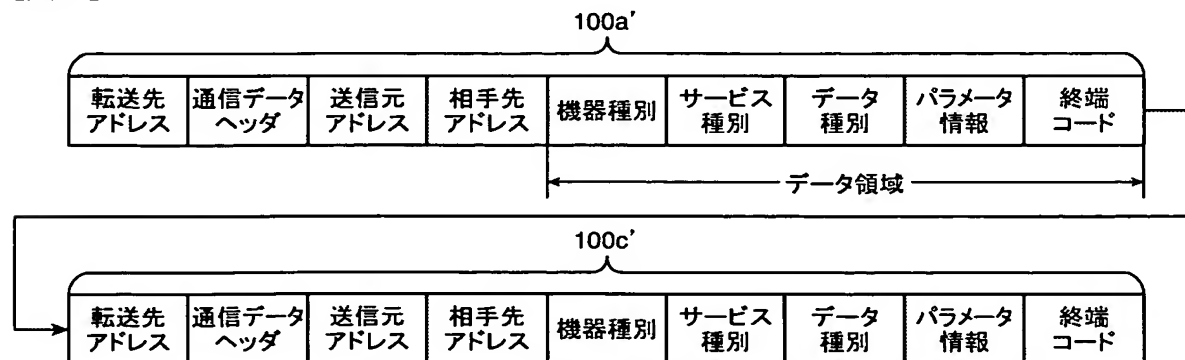 100a'
転送先
アドレス
通信データ
ヘッダ
送信元
アドレス
相手先
アドレス
機器種別
サービス
種別
データ
種別
パラメータ
情報
終端
コード
データ領域
100c'
転送先
アドレス
通信データ
ヘッダ
送信元
アドレス
相手先
アドレス
機器種別
サービス
種別
データ
種別
パラメータ
情報
終端
コード